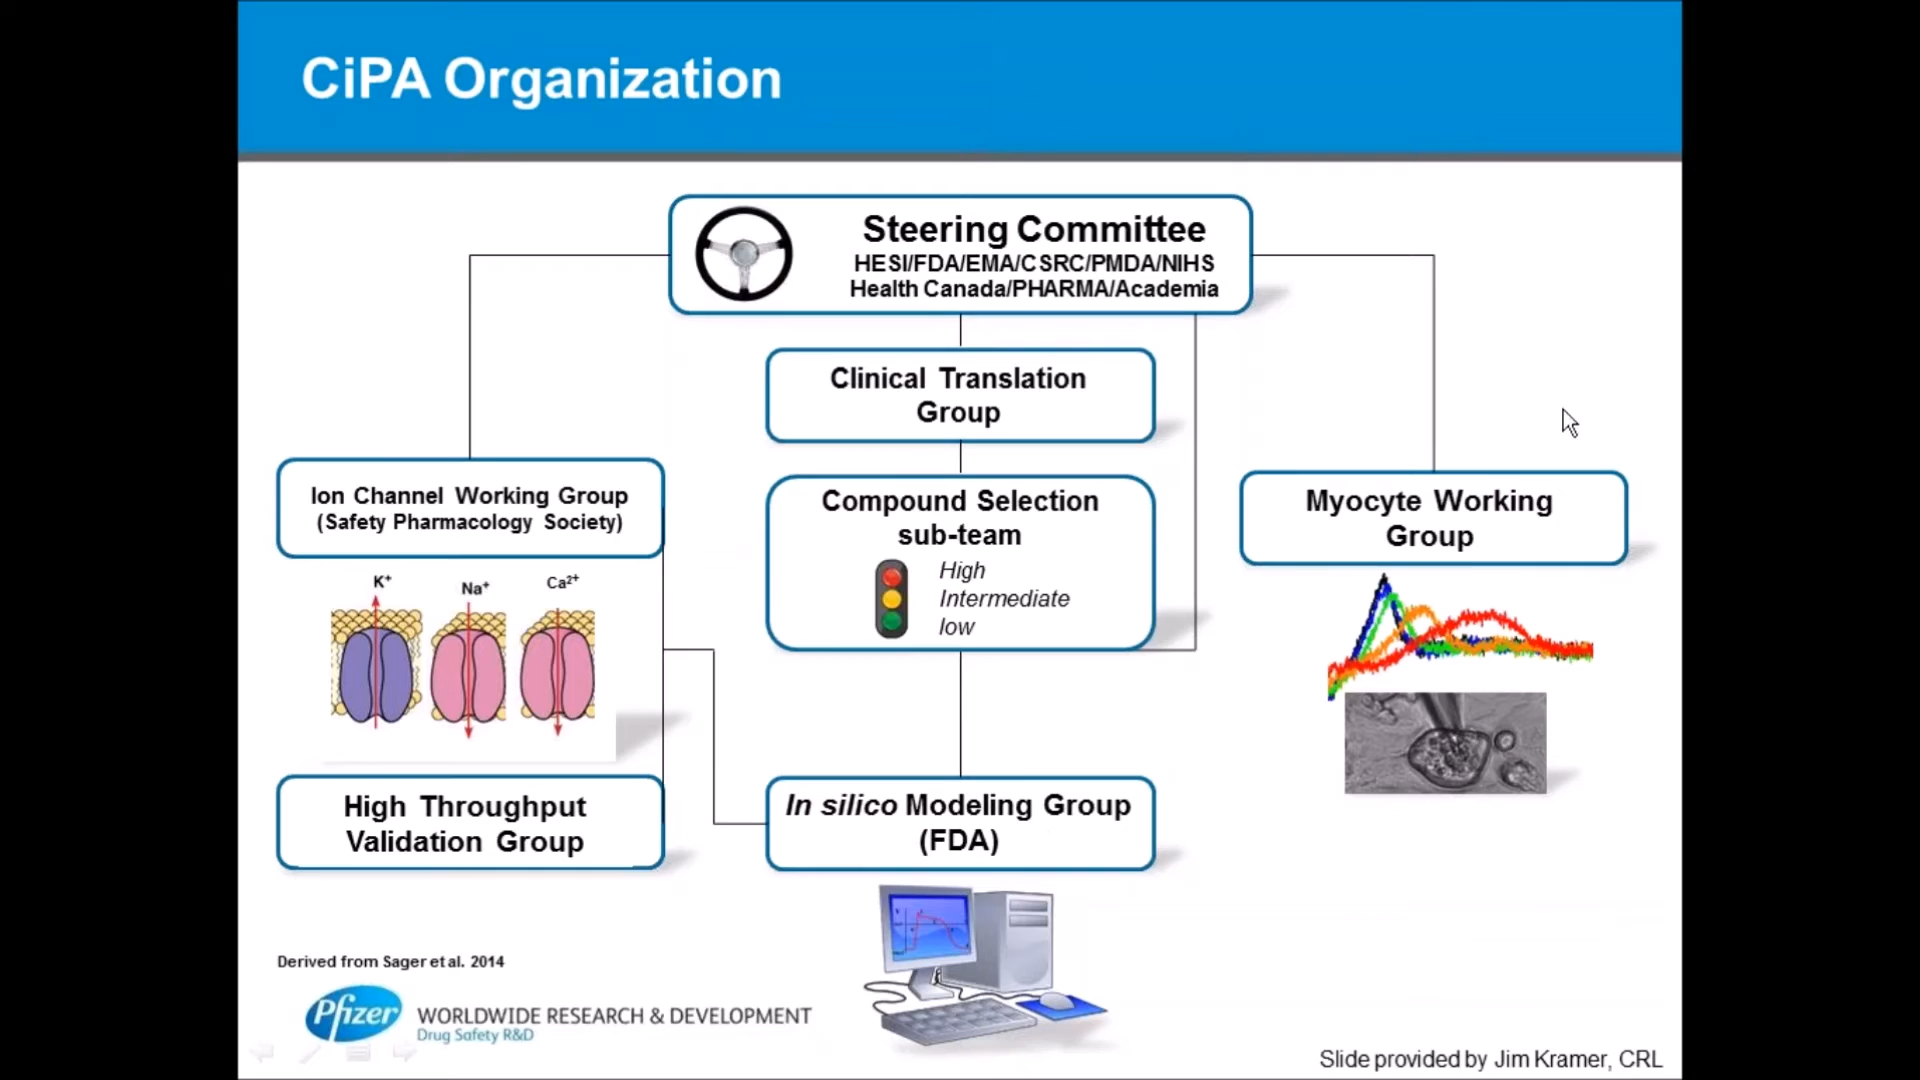 CiPA Organization
Steering Committee
HESI/FDA/EMA/CSRC/PMDA/NIHS
Health Canada/PHARMA/Academia
Clinical Translation
Group
Ion Channel Working Group
(Safety Pharmacology Society)
Compound Selection
sub-team
High
Intermediate
low
Myocyte Working
Group
K⁺ Na⁺ Ca²⁺
High Throughput
Validation Group
In silico Modeling Group
(FDA)
Derived from Sager et al. 2014
Pfizer
WORLDWIDE RESEARCH & DEVELOPMENT
Drug Safety R&D
Slide provided by Jim Kramer, CRL